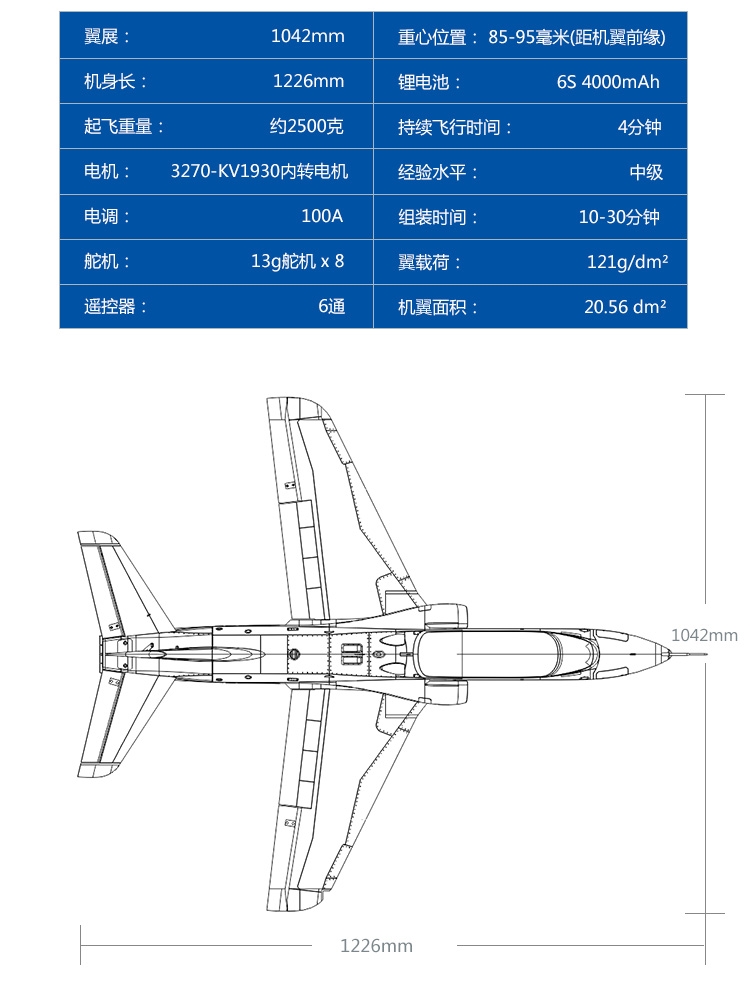 翼展： 1042mm 重心位置： 85-95毫米(距机翼前缘)
机身长： 1226mm 锂电池： 6S 4000mAh
起飞重量： 约2500克 持续飞行时间： 4分钟
电机： 3270-KV1930内转电机 经验水平： 中级
电调： 100A 组装时间： 10-30分钟
舵机： 13g舵机 x 8 翼载荷： 121g/dm²
遥控器： 6通 机翼面积： 20.56 dm²
1042mm
1226mm